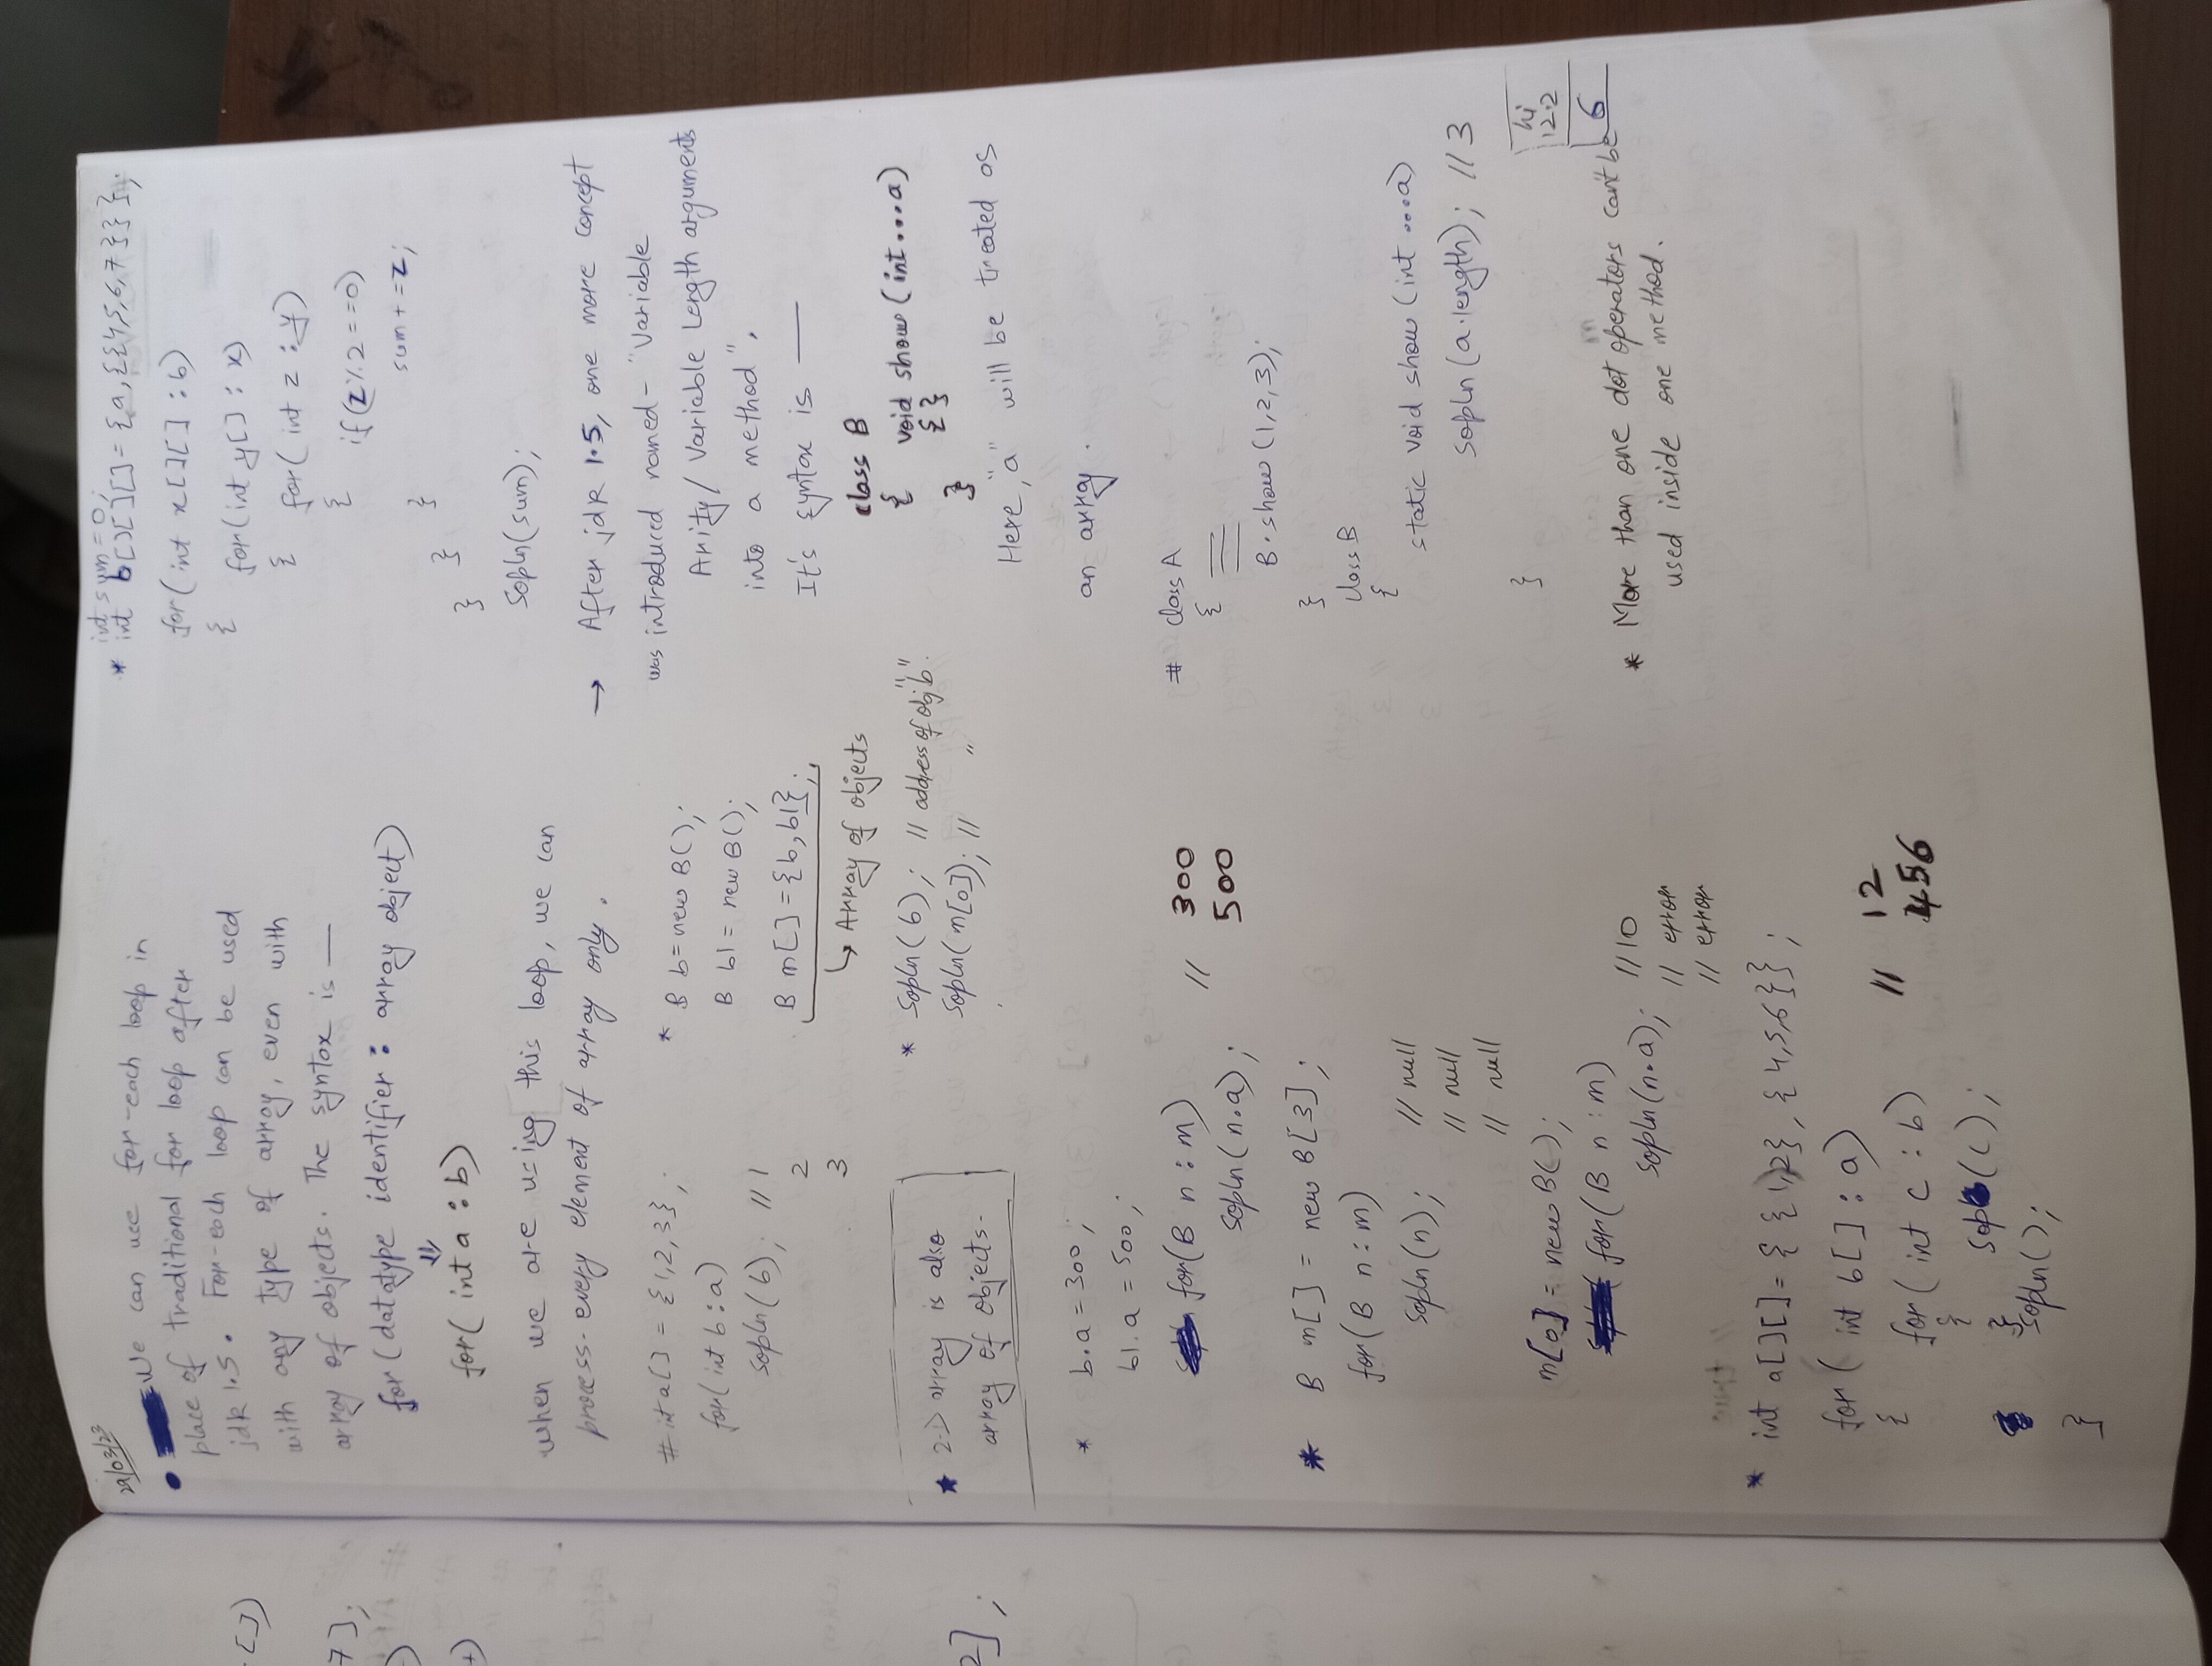 29/03/23
We can use for-each loop in
place of traditional for loop after
jdk 1.5. For-each loop can be used
with any type of array, even with
array of objects. The syntax is —
for (datatype identifier : array object)
⇓
for( int a : b)
When we are using this loop, we can
process every element of array only.
# int a[] = {1,2,3};
for( int b : a)
sopln(b); // 1
2
3
* B b = new B();
B b1 = new B();
B m[] = {b, b1};
↳ Array of objects
* sopln(b); // address of obj "b".
sopln(m[0]); // "
* 2-D array is also
array of objects.
* b.a = 300;
b1.a = 500;
for(B n : m) // 300
sopln(n.a); 500
* B m[] = new B[3];
for(B n : m)
sopln(n); // null
// null
// null
m[0] = new B();
for(B n : m)
sopln(n.a); // 10
// error
// error
* int a[][] = { {1,2}, {4,5,6}};
for( int b[] : a)
{ for( int c : b) // 12
{ 456
sop(c);
}
sopln();
}
int sum = 0;
* int b[][][] = {a, {{4,5,6,7}}};
for( int x[][] : b)
{ for( int y[] : x)
{ for( int z : y)
{ if(z%2==0)
sum+=z;
}
}
}
Sopln(sum);
→ After jdk 1.5, one more concept
was introduced named - "Variable
Arity / Variable Length arguments
into a method".
It's syntax is —
class B
{ void show (int...a)
{ }
}
Here, "a" will be treated as
an array.
# class A
{
B.show(1,2,3);
}
class B
{
static void show (int ...a)
sopln(a.length); // 3
}
hi
12.2
6
* More than one dot operators can't be
used inside one method.
[])
7];
2];